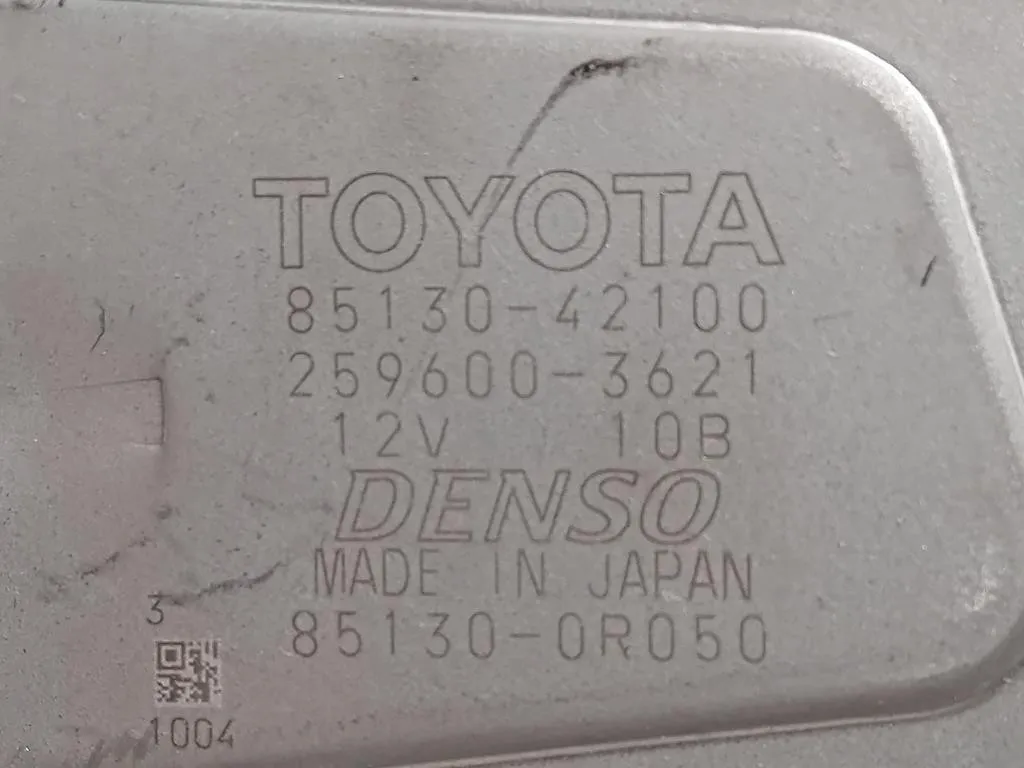 TOYOTA
85130-42100
259600-3621
12V 10B
DENSO
MADE IN JAPAN
85130-0R050
3
1004